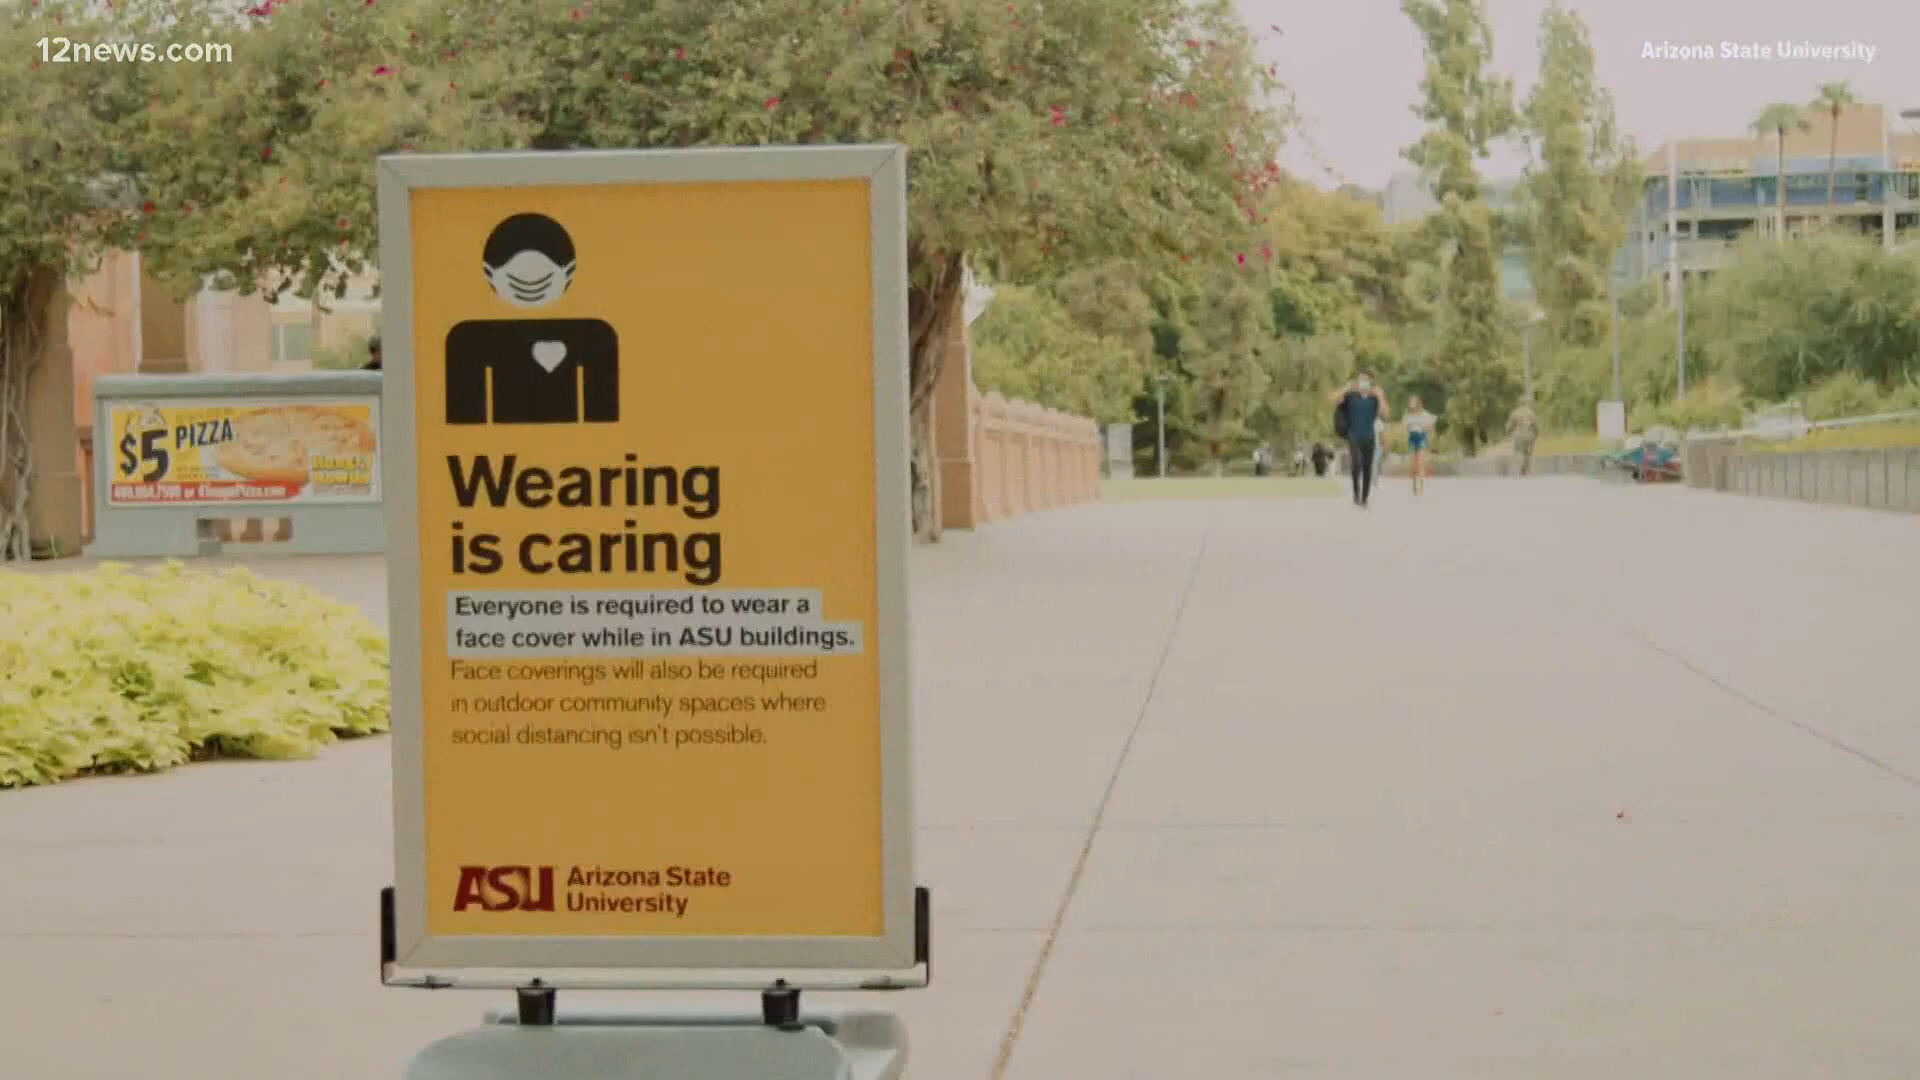 12news.com
Arizona State University
$5 PIZZA
Wearing
is caring
Everyone is required to wear a
face cover while in ASU buildings.
Face coverings will also be required
in outdoor community spaces where
social distancing isn't possible.
ASU Arizona State
University